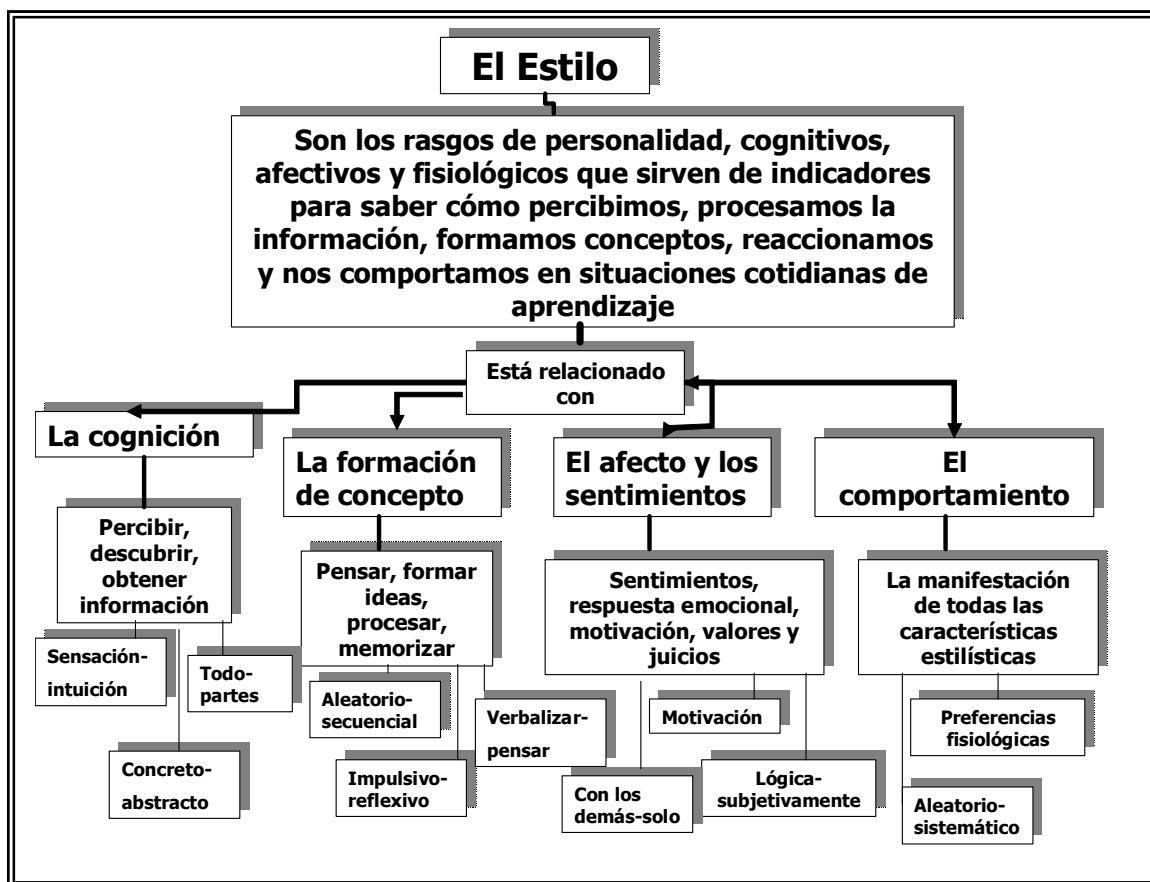 El Estilo
Son los rasgos de personalidad, cognitivos,
afectivos y fisiológicos que sirven de indicadores
para saber cómo percibimos, procesamos la
información, formamos conceptos, reaccionamos
y nos comportamos en situaciones cotidianas de
aprendizaje
Está relacionado
con
La cognición
La formación
de concepto
El afecto y los
sentimientos
El
comportamiento
Percibir,
descubrir,
obtener
información
Pensar, formar
ideas,
procesar,
memorizar
Sentimientos,
respuesta emocional,
motivación, valores y
juicios
La manifestación
de todas las
características
estilísticas
Sensación-
intuición
Todo-
partes
Concreto-
abstracto
Aleatorio-
secuencial
Impulsivo-
reflexivo
Verbalizar-
pensar
Con los
demás-solo
Motivación
Lógica-
subjetivamente
Preferencias
fisiológicas
Aleatorio-
sistemático